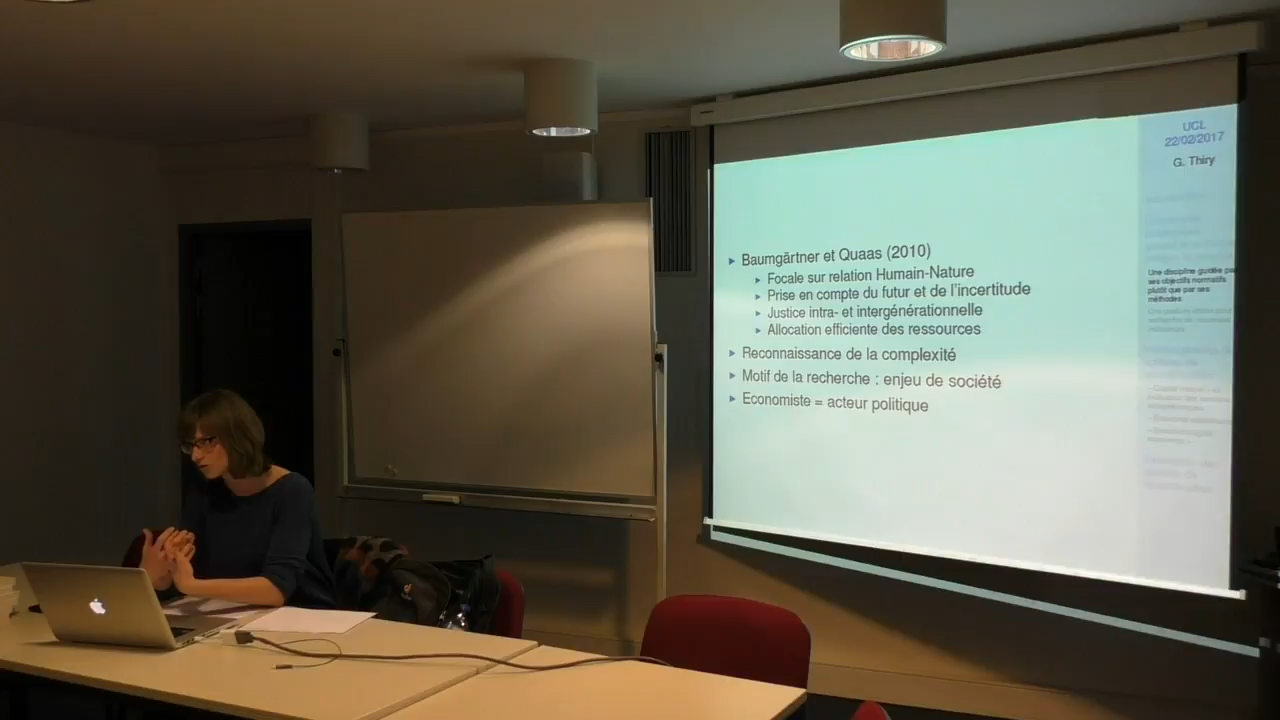 UCL
22/02/2017
G. Thiry
Baumgärtner et Quaas (2010)
Focale sur relation Humain-Nature
Prise en compte du futur et de l'incertitude
Justice intra- et intergénérationnelle
Allocation efficiente des ressources
Reconnaissance de la complexité
Motif de la recherche : enjeu de société
Economiste = acteur politique
Une discipline guidée par
ses objectifs normatifs
plutôt que par ses
méthodes